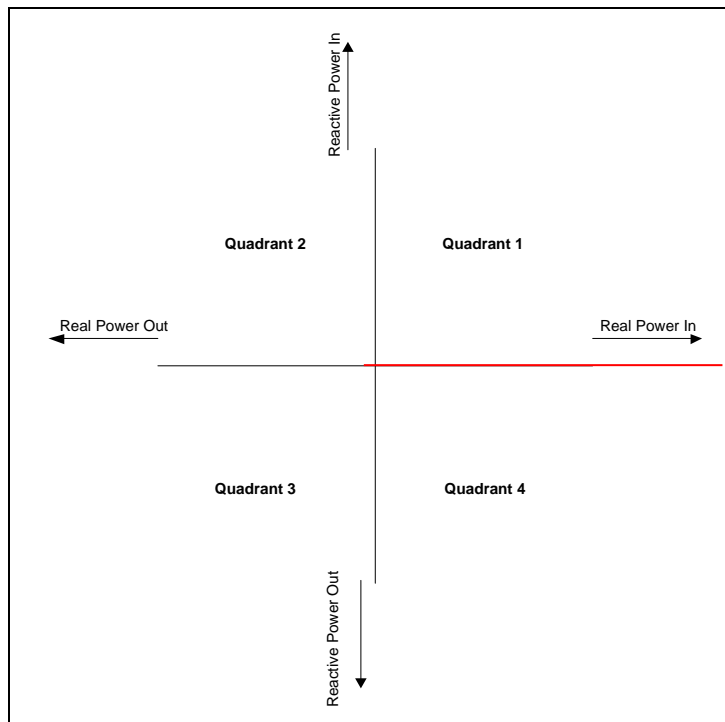 Reactive Power In
Quadrant 2
Quadrant 1
Real Power Out
Real Power In
Quadrant 3
Quadrant 4
Reactive Power Out